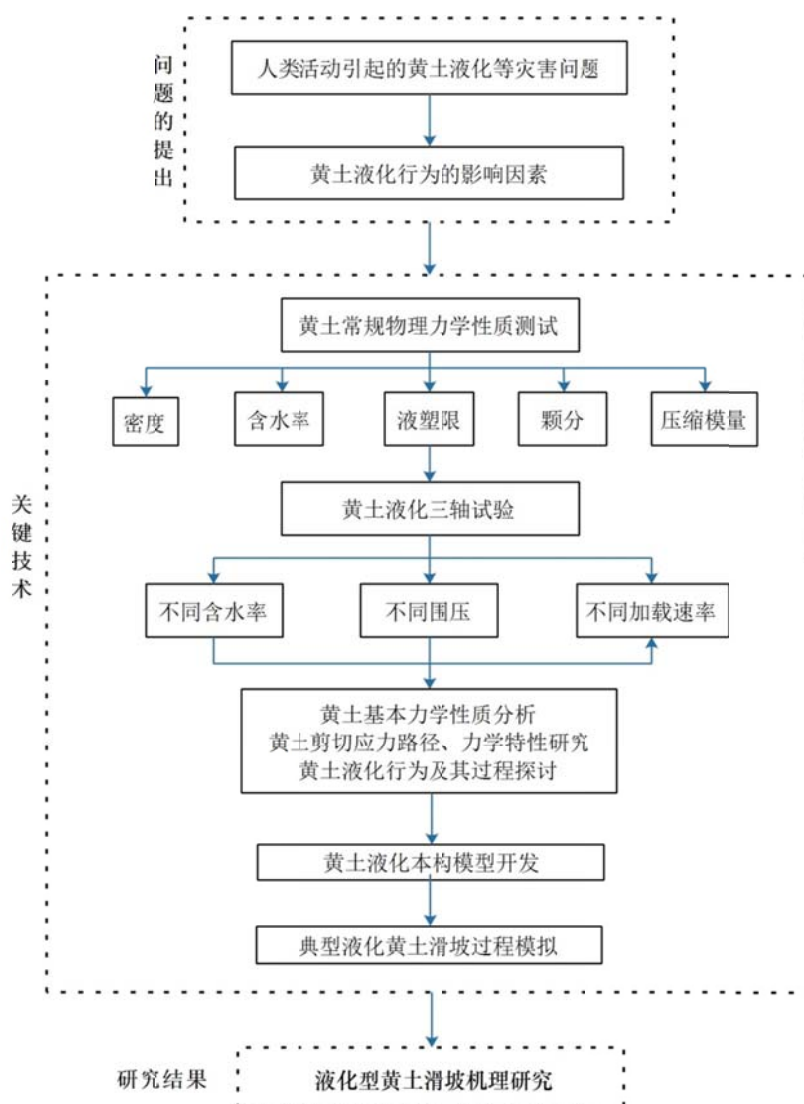 问题的提出
人类活动引起的黄土液化等灾害问题
黄土液化行为的影响因素
关键技术
黄土常规物理力学性质测试
密度
含水率
液塑限
颗分
压缩模量
黄土液化三轴试验
不同含水率
不同围压
不同加载速率
黄土基本力学性质分析
黄土剪切应力路径、力学特性研究
黄土液化行为及其过程探讨
黄土液化本构模型开发
典型液化黄土滑坡过程模拟
研究结果
液化型黄土滑坡机理研究